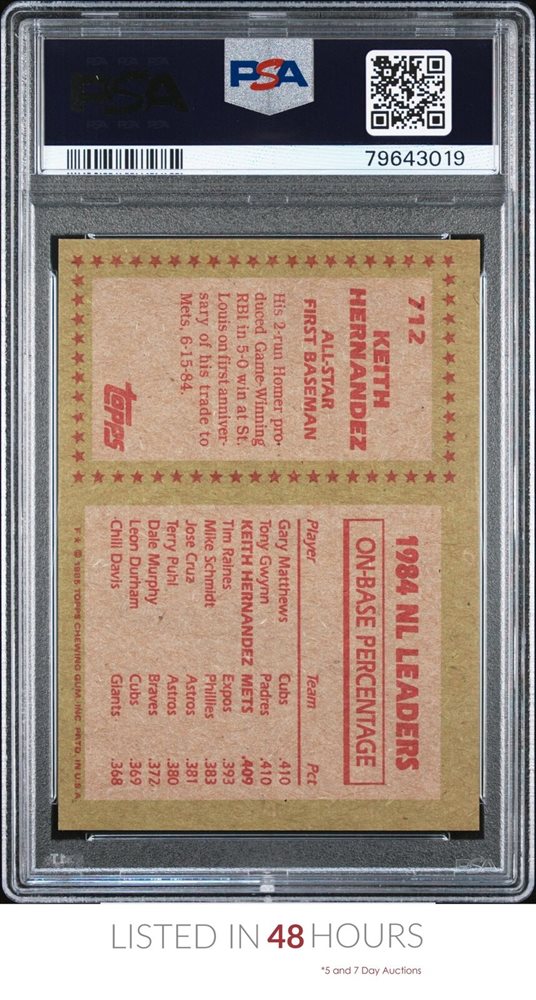 PSA
79643019
712
KEITH
HERNANDEZ
ALL-STAR
FIRST BASEMAN
His 2-run Homer pro-
duced Game-Winning
RBI in 5-0 win at St.
Louis on first anniver-
sary of his trade to
Mets, 6-15-84.
TOPPS
1984 NL LEADERS
ON-BASE PERCENTAGE
Player Team Pct
Gary Matthews Cubs .410
Tony Gwynn Padres .410
KEITH HERNANDEZ METS .409
Tim Raines Expos .393
Mike Schmidt Phillies .383
Jose Cruz Astros .381
Terry Puhl Astros .380
Dale Murphy Braves .372
Leon Durham Cubs .369
Chili Davis Giants .368
F★ © 1985 TOPPS CHEWING GUM, INC. PRTD. IN U.S.A.
PSA
LISTED IN 48 HOURS
*5 and 7 Day Auctions